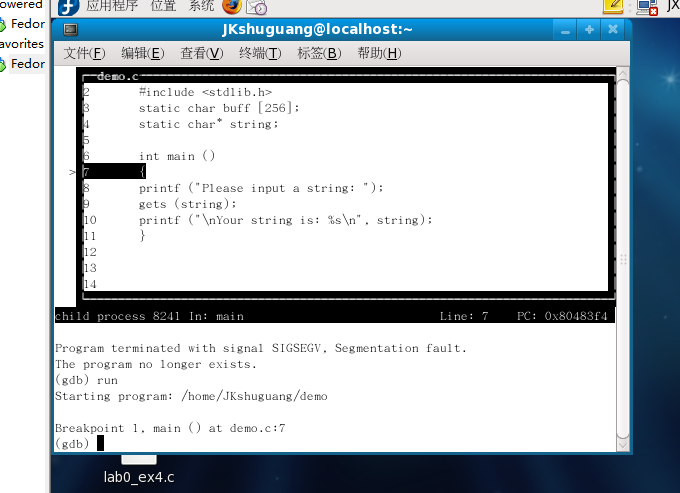 owered
Fedor
avorites
Fedor
应用程序 位置 系统
JX
JKshuguang@localhost:~
文件(F) 编辑(E) 查看(V) 终端(T) 标签(B) 帮助(H)
demo.c
2 #include <stdlib.h>
3 static char buff [256];
4 static char* string;
5
6 int main ()
> 7 {
8 printf ("Please input a string: ");
9 gets (string);
10 printf ("\nYour string is: %s\n", string);
11 }
12
13
14
child process 8241 In: main Line: 7 PC: 0x80483f4
Program terminated with signal SIGSEGV, Segmentation fault.
The program no longer exists.
(gdb) run
Starting program: /home/JKshuguang/demo
Breakpoint 1, main () at demo.c:7
(gdb)
lab0_ex4.c